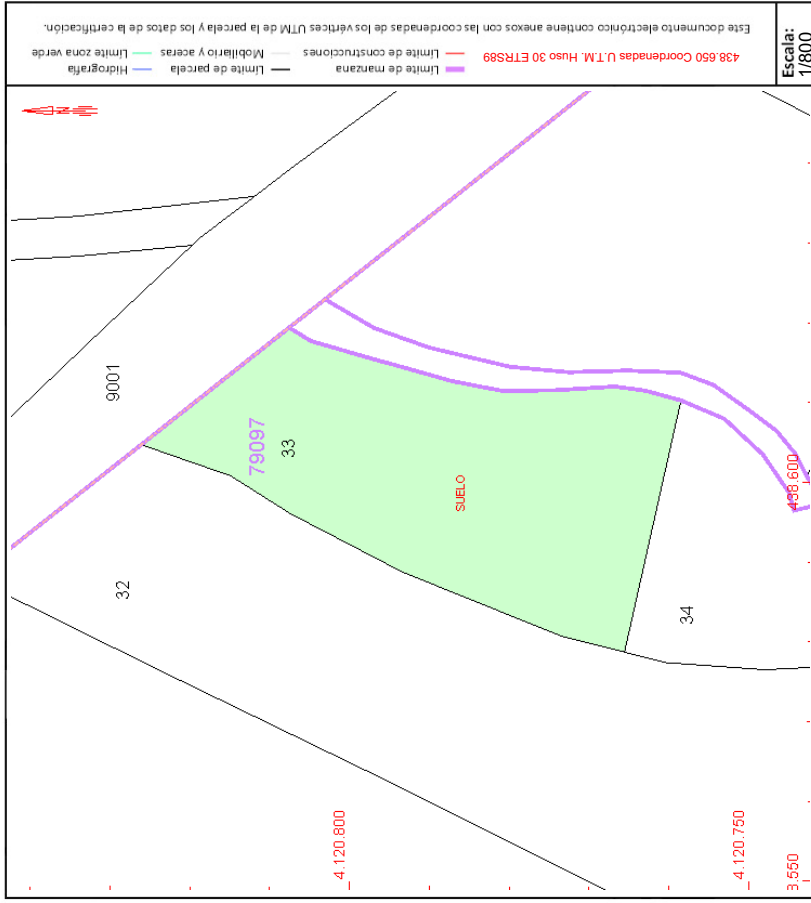 Este documento electrónico contiene anexos con las coordenadas de los vértices UTM de la parcela y los datos de la certificación.
438.650 Coordenadas U.T.M. Huso 30 ETRS89
Límite de manzana
Límite de construcciones
Límite de parcela
Mobiliario y aceras
Hidrografía
Límite zona verde
Escala:
1/800
N
9001
79097
33
32
SUELO
34
438.600
4.120.800
4.120.750